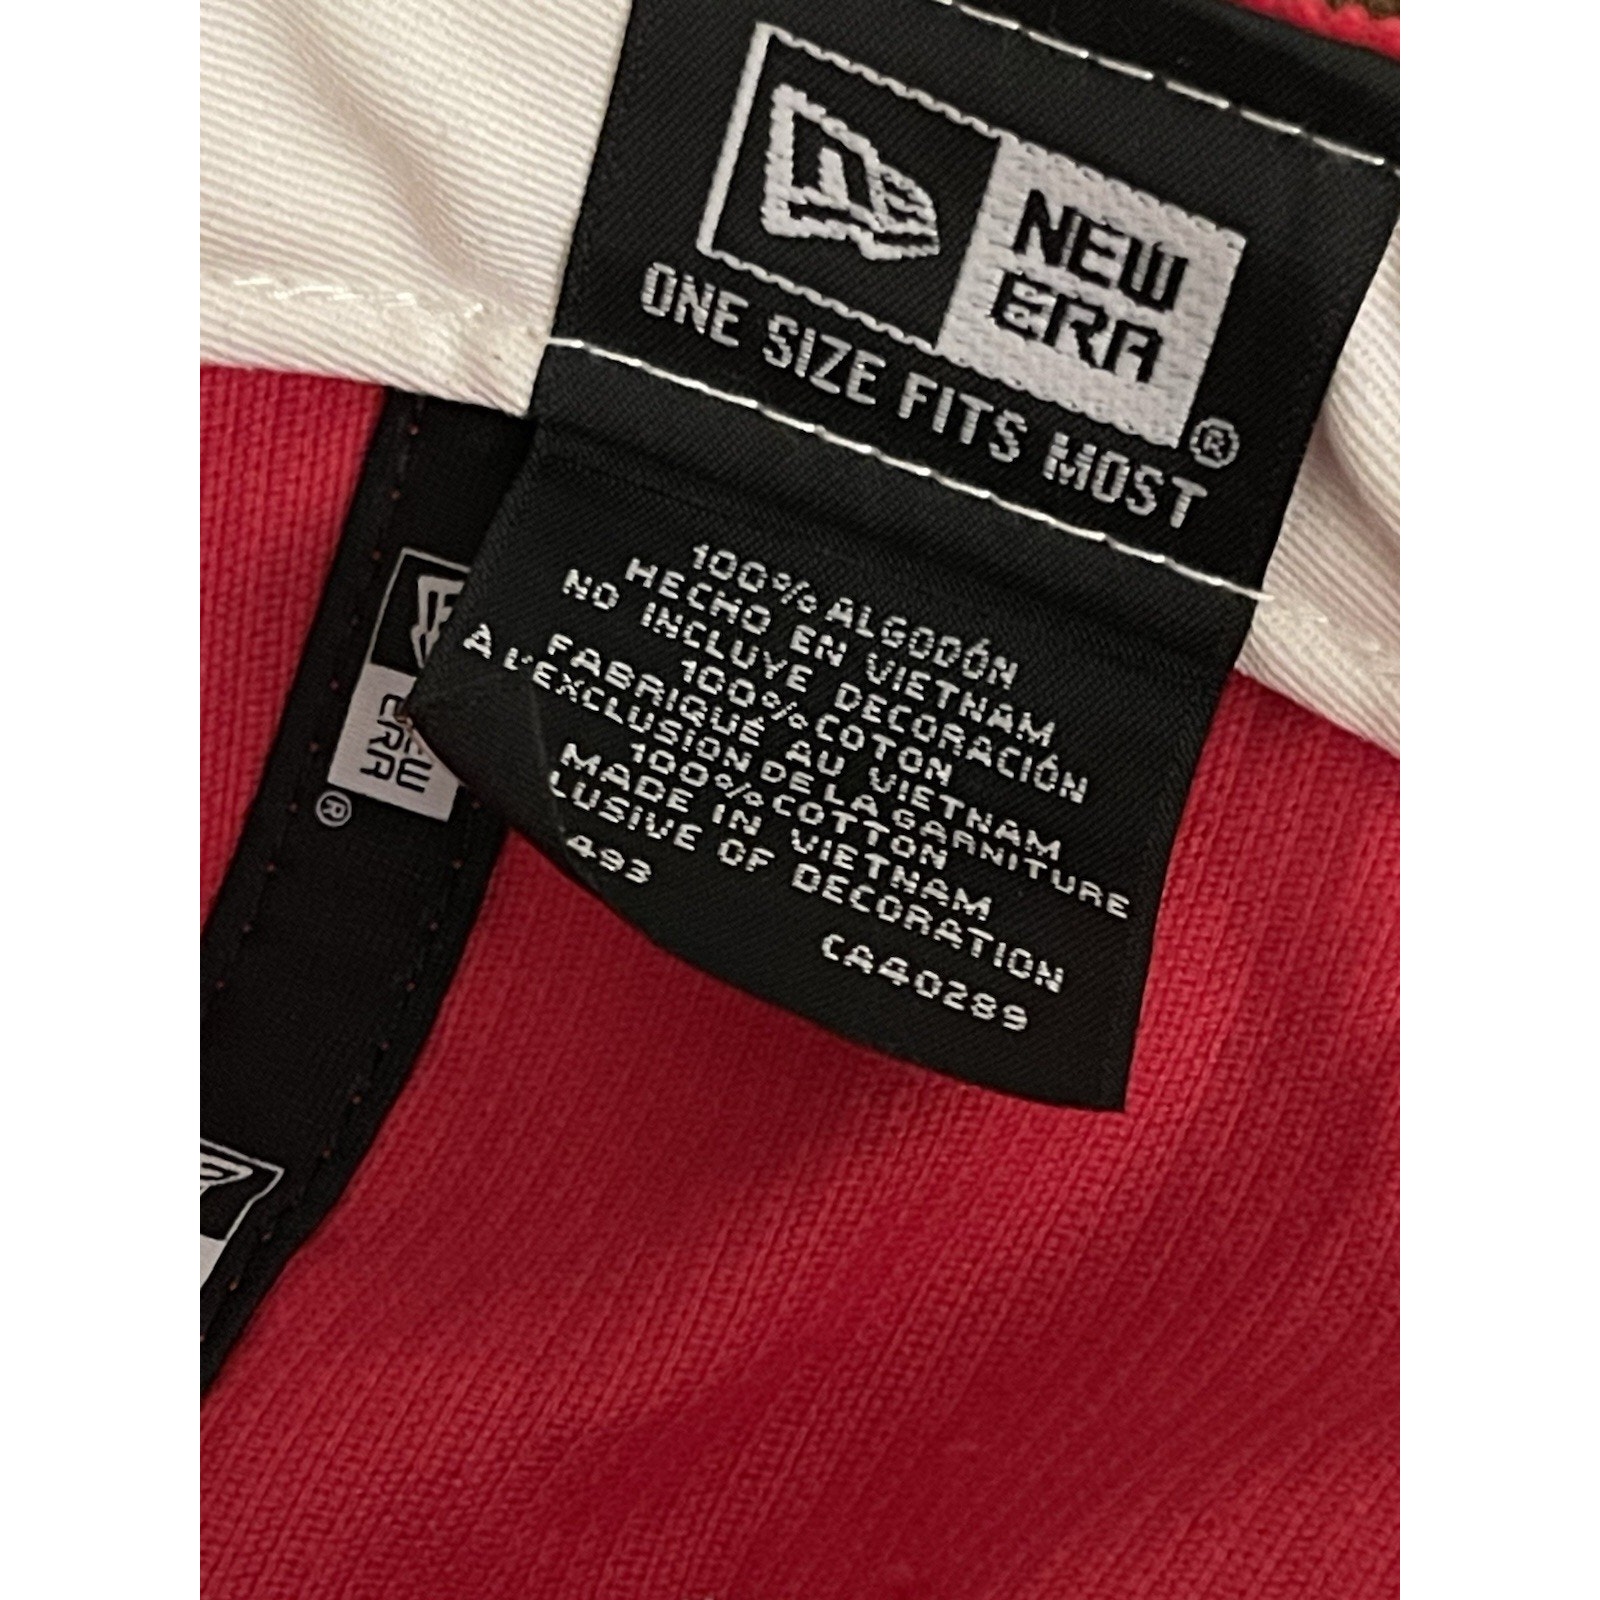 NEW
ERA
®
ONE SIZE FITS MOST
100% ALGODÓN
HECHO EN VIETNAM
NO INCLUYE DECORACIÓN
100% COTON
FABRIQUÉ AU VIETNAM
À L'EXCLUSION DE LA GARNITURE
100% COTTON
MADE IN VIETNAM
LUSIVE OF DECORATION
493
CA40289
®